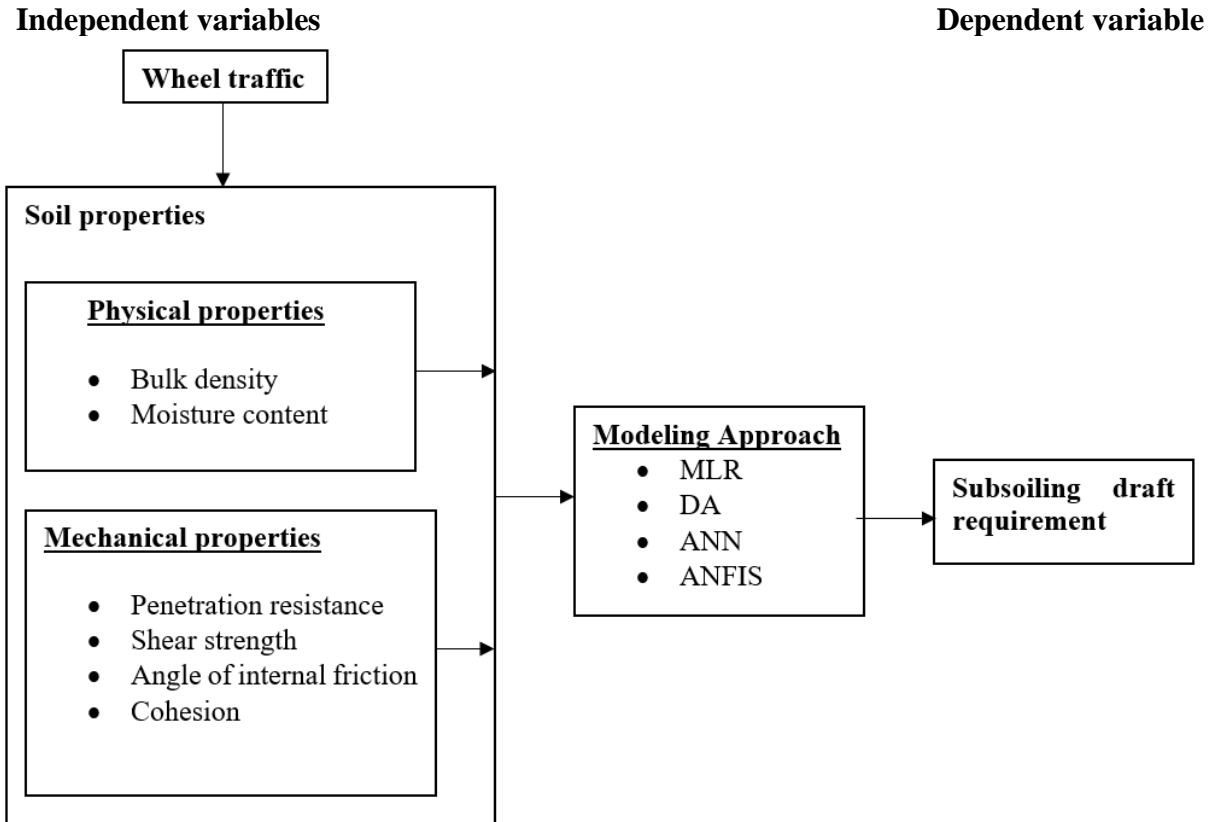 Independent variables
Dependent variable
Wheel traffic
Soil properties
Physical properties
• Bulk density
• Moisture content
Mechanical properties
• Penetration resistance
• Shear strength
• Angle of internal friction
• Cohesion
Modeling Approach
• MLR
• DA
• ANN
• ANFIS
Subsoiling draft
requirement